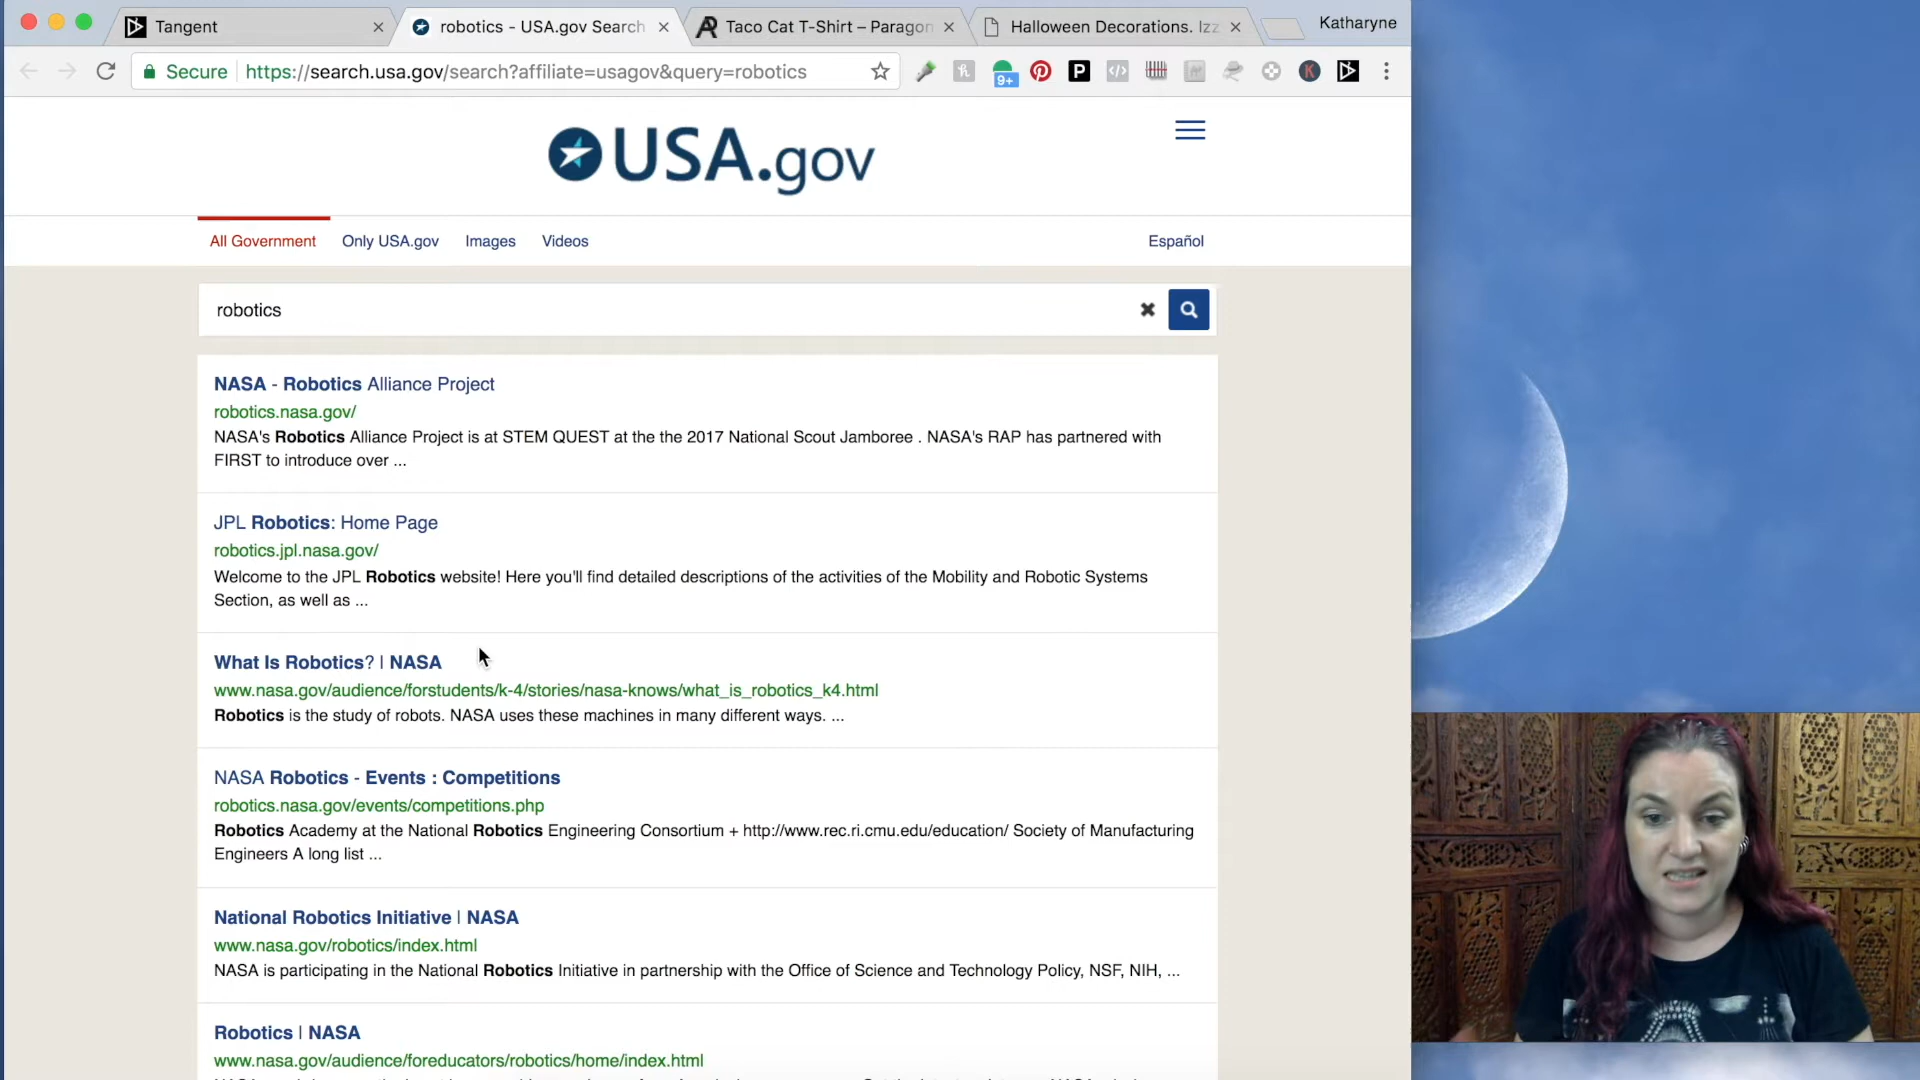 Tangent
robotics - USA.gov Search
Taco Cat T-Shirt – Paragon
Halloween Decorations. Izz
Katharyne
Secure
https://search.usa.gov/search?affiliate=usagov&query=robotics
9+
P
K
USA.gov
All Government
Only USA.gov
Images
Videos
Español
robotics
NASA - Robotics Alliance Project
robotics.nasa.gov/
NASA's Robotics Alliance Project is at STEM QUEST at the the 2017 National Scout Jamboree . NASA's RAP has partnered with
FIRST to introduce over ...
JPL Robotics: Home Page
robotics.jpl.nasa.gov/
Welcome to the JPL Robotics website! Here you'll find detailed descriptions of the activities of the Mobility and Robotic Systems
Section, as well as ...
What Is Robotics? | NASA
www.nasa.gov/audience/forstudents/k-4/stories/nasa-knows/what_is_robotics_k4.html
Robotics is the study of robots. NASA uses these machines in many different ways. ...
NASA Robotics - Events : Competitions
robotics.nasa.gov/events/competitions.php
Robotics Academy at the National Robotics Engineering Consortium + http://www.rec.ri.cmu.edu/education/ Society of Manufacturing
Engineers A long list ...
National Robotics Initiative | NASA
www.nasa.gov/robotics/index.html
NASA is participating in the National Robotics Initiative in partnership with the Office of Science and Technology Policy, NSF, NIH, ...
Robotics | NASA
www.nasa.gov/audience/foreducators/robotics/home/index.html